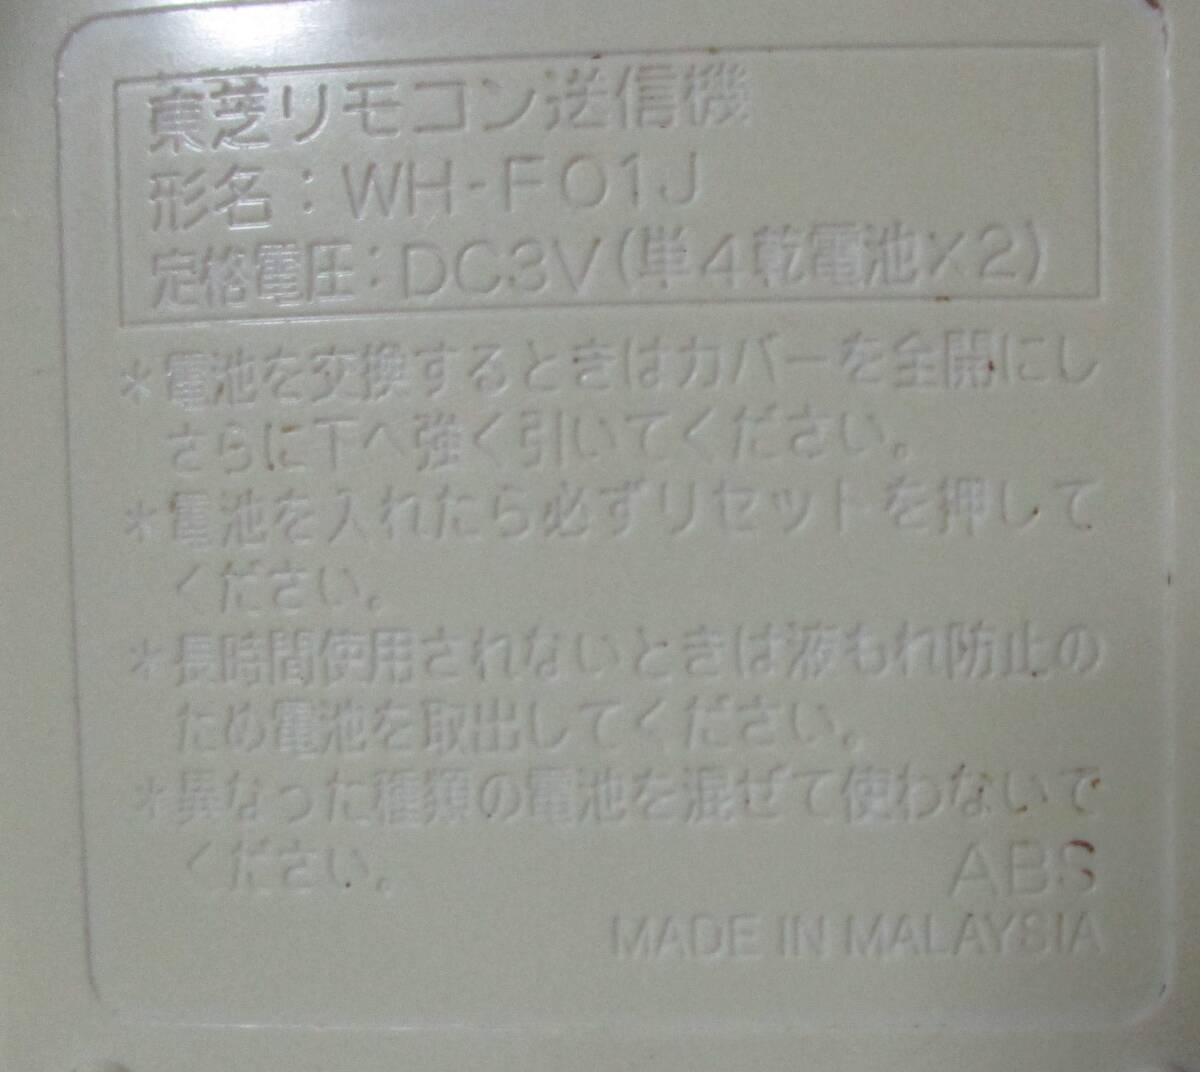 東芝リモコン送信機
形名：WH-F01J
定格電圧：DC3V(単4乾電池×2)
＊電池を交換するときはカバーを全開にし
さらに下へ強く引いてください。
＊電池を入れたら必ずリセットを押して
ください。
＊長時間使用されないときは液もれ防止の
ため電池を取出してください。
＊異なった種類の電池を混ぜて使わないで
ください。
ABS
MADE IN MALAYSIA